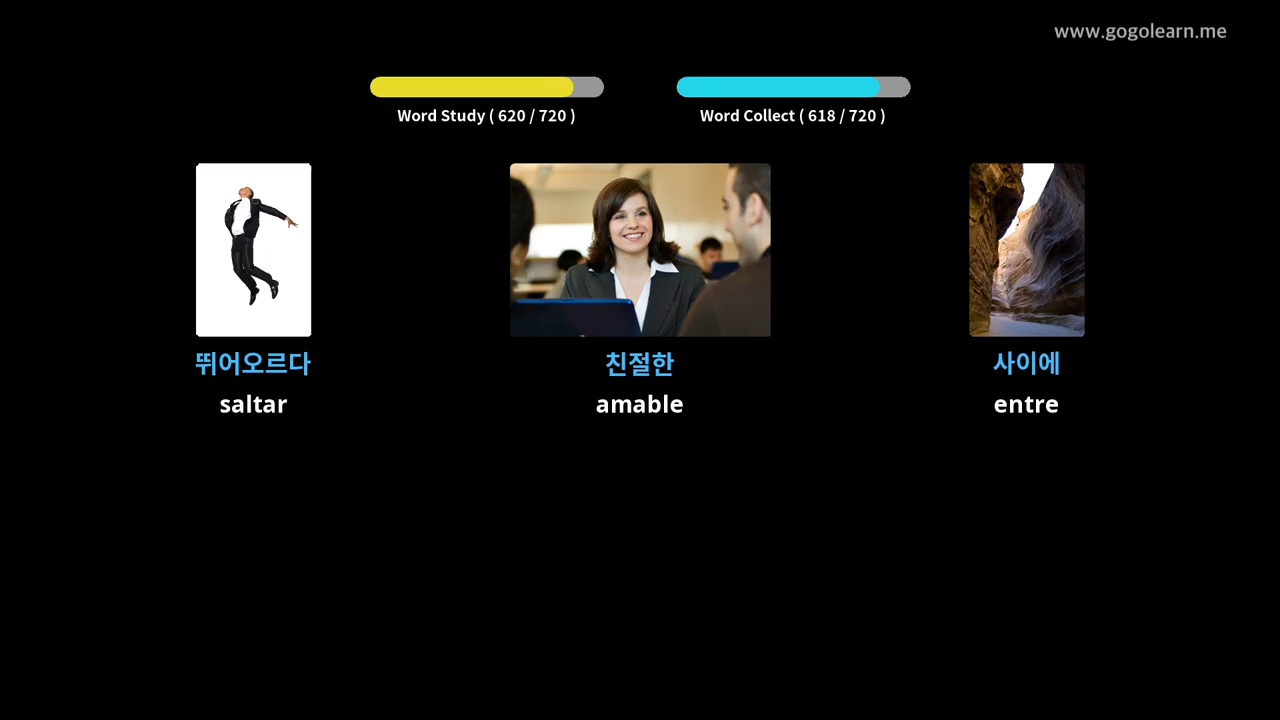 www.gogolearn.me
Word Study ( 620 / 720 )
Word Collect ( 618 / 720 )
뛰어오르다
친절한
사이에
saltar
amable
entre